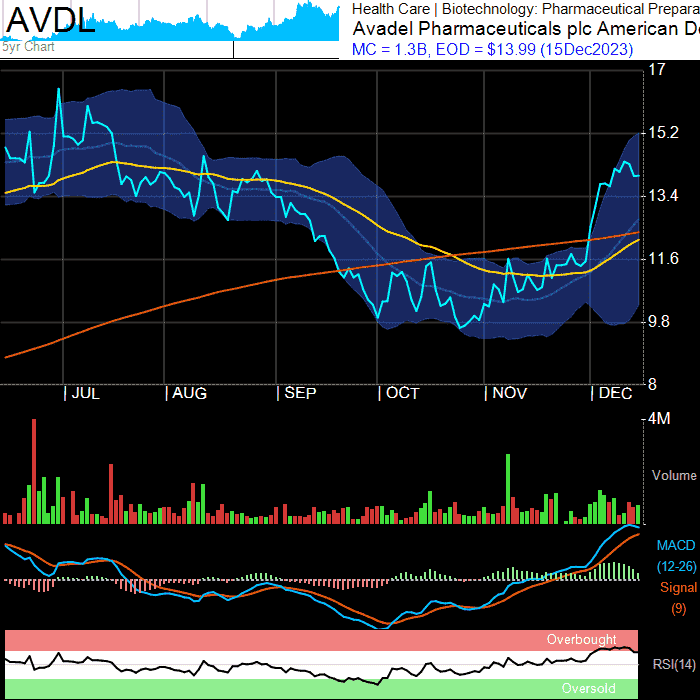 AVDL
5yr Chart
Health Care | Biotechnology: Pharmaceutical Prepara
Avadel Pharmaceuticals plc American De
MC = 1.3B, EOD = $13.99 (15Dec2023)
17
15.2
13.4
11.6
9.8
8
| JUL | AUG | SEP | OCT | NOV | DEC
4M
Volume
MACD
(12-26)
Signal
(9)
Overbought
RSI(14)
Oversold